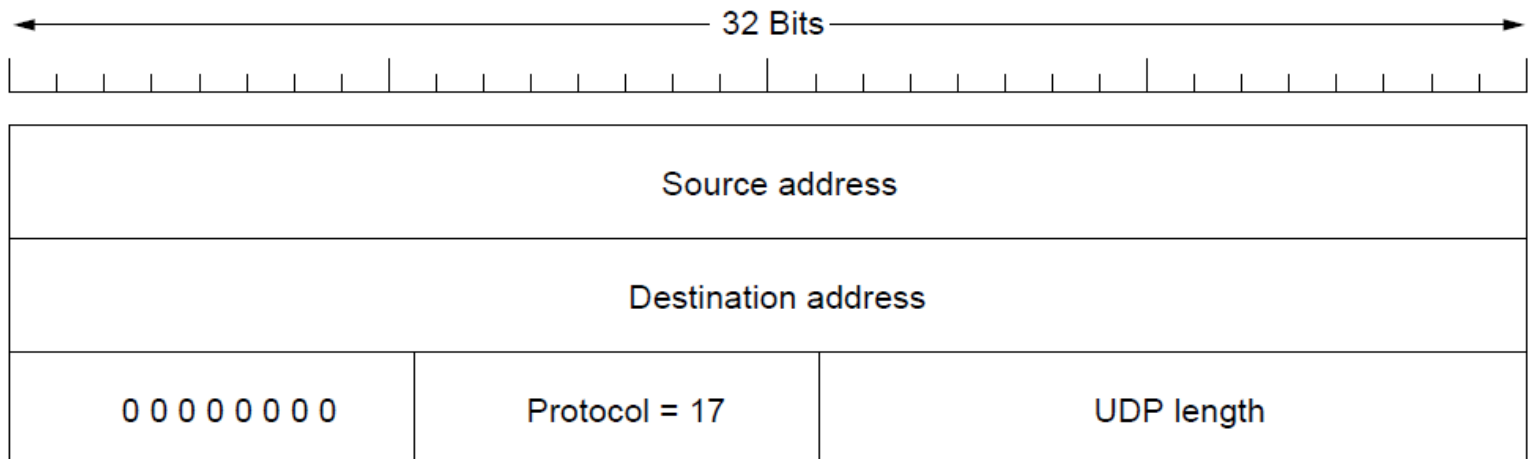 32 Bits
Source address
Destination address
0 0 0 0 0 0 0 0 Protocol = 17 UDP length